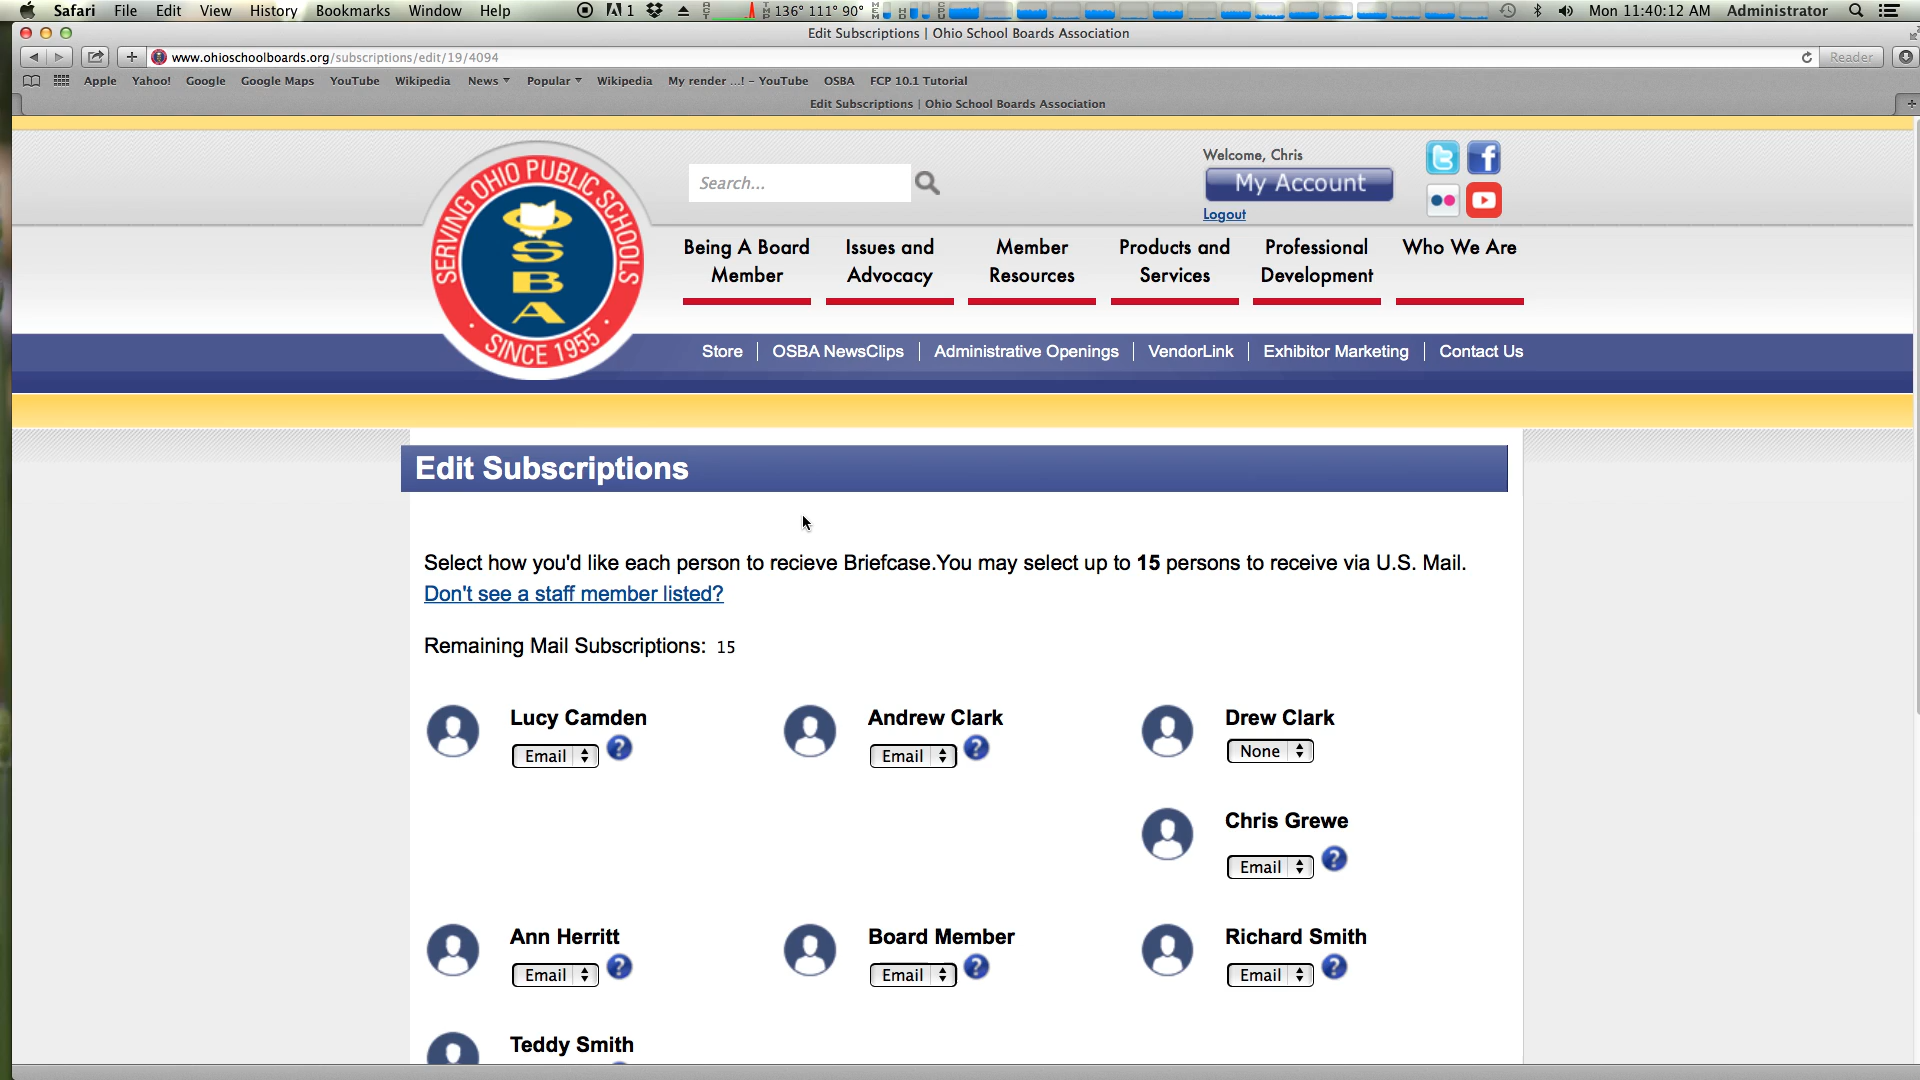 Safari File Edit View History Bookmarks Window Help 1 136° 111° 90° Mon 11:40:12 AM Administrator
Edit Subscriptions | Ohio School Boards Association
www.ohioschoolboards.org/subscriptions/edit/19/4094 Reader
Apple Yahoo! Google Google Maps YouTube Wikipedia News Popular Wikipedia My render ...! - YouTube OSBA FCP 10.1 Tutorial
Edit Subscriptions | Ohio School Boards Association
SERVING OHIO PUBLIC SCHOOLS
OSBA
SINCE 1955
Search...
Welcome, Chris
My Account
Logout
Being A Board Member
Issues and Advocacy
Member Resources
Products and Services
Professional Development
Who We Are
Store | OSBA NewsClips | Administrative Openings | VendorLink | Exhibitor Marketing | Contact Us
Edit Subscriptions
Select how you'd like each person to recieve Briefcase.You may select up to 15 persons to receive via U.S. Mail.
Don't see a staff member listed?
Remaining Mail Subscriptions: 15
Lucy Camden
Email ?
Andrew Clark
Email ?
Drew Clark
None
Chris Grewe
Email ?
Ann Herritt
Email ?
Board Member
Email ?
Richard Smith
Email ?
Teddy Smith